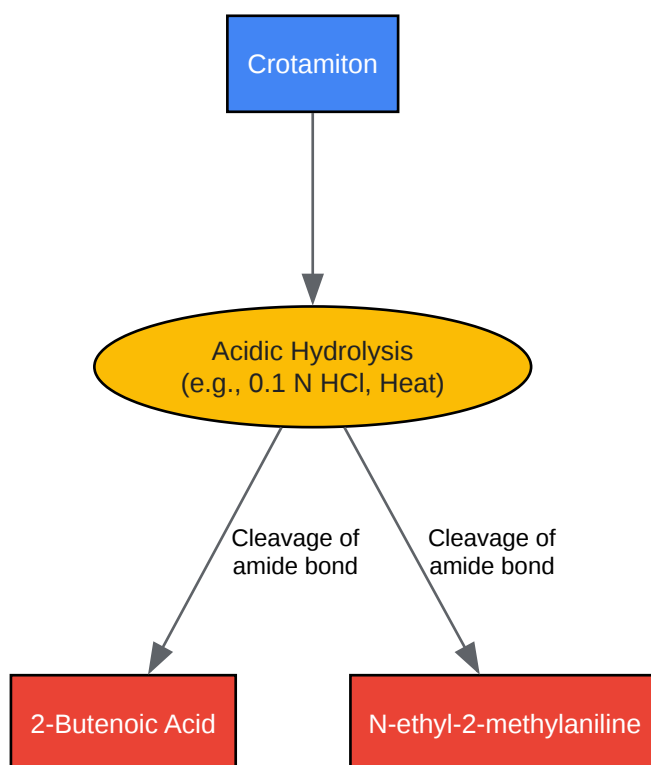 Crotamiton
Acidic Hydrolysis
(e.g., 0.1 N HCl, Heat)
Cleavage of
amide bond
Cleavage of
amide bond
2-Butenoic Acid
N-ethyl-2-methylaniline